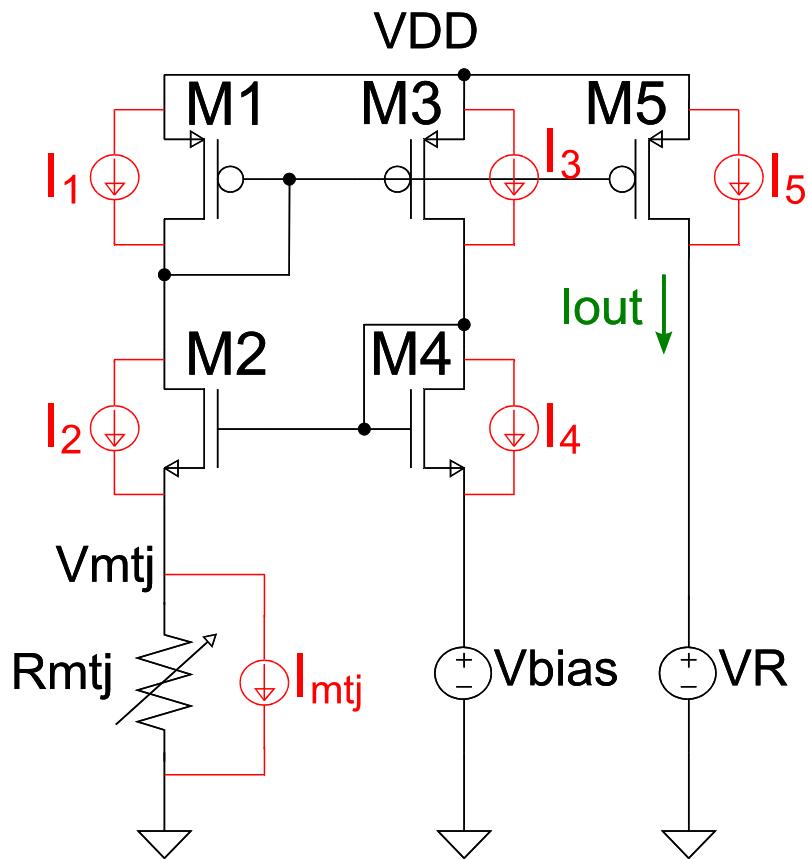 VDD
M1
M3
M5
I1
I3
I5
Iout
M2
M4
I2
I4
Vmtj
Rmtj
Imtj
+
−
Vbias
+
−
VR